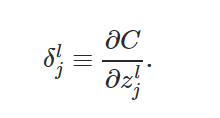 δ^l_j ≡ ∂C/∂z^l_j.